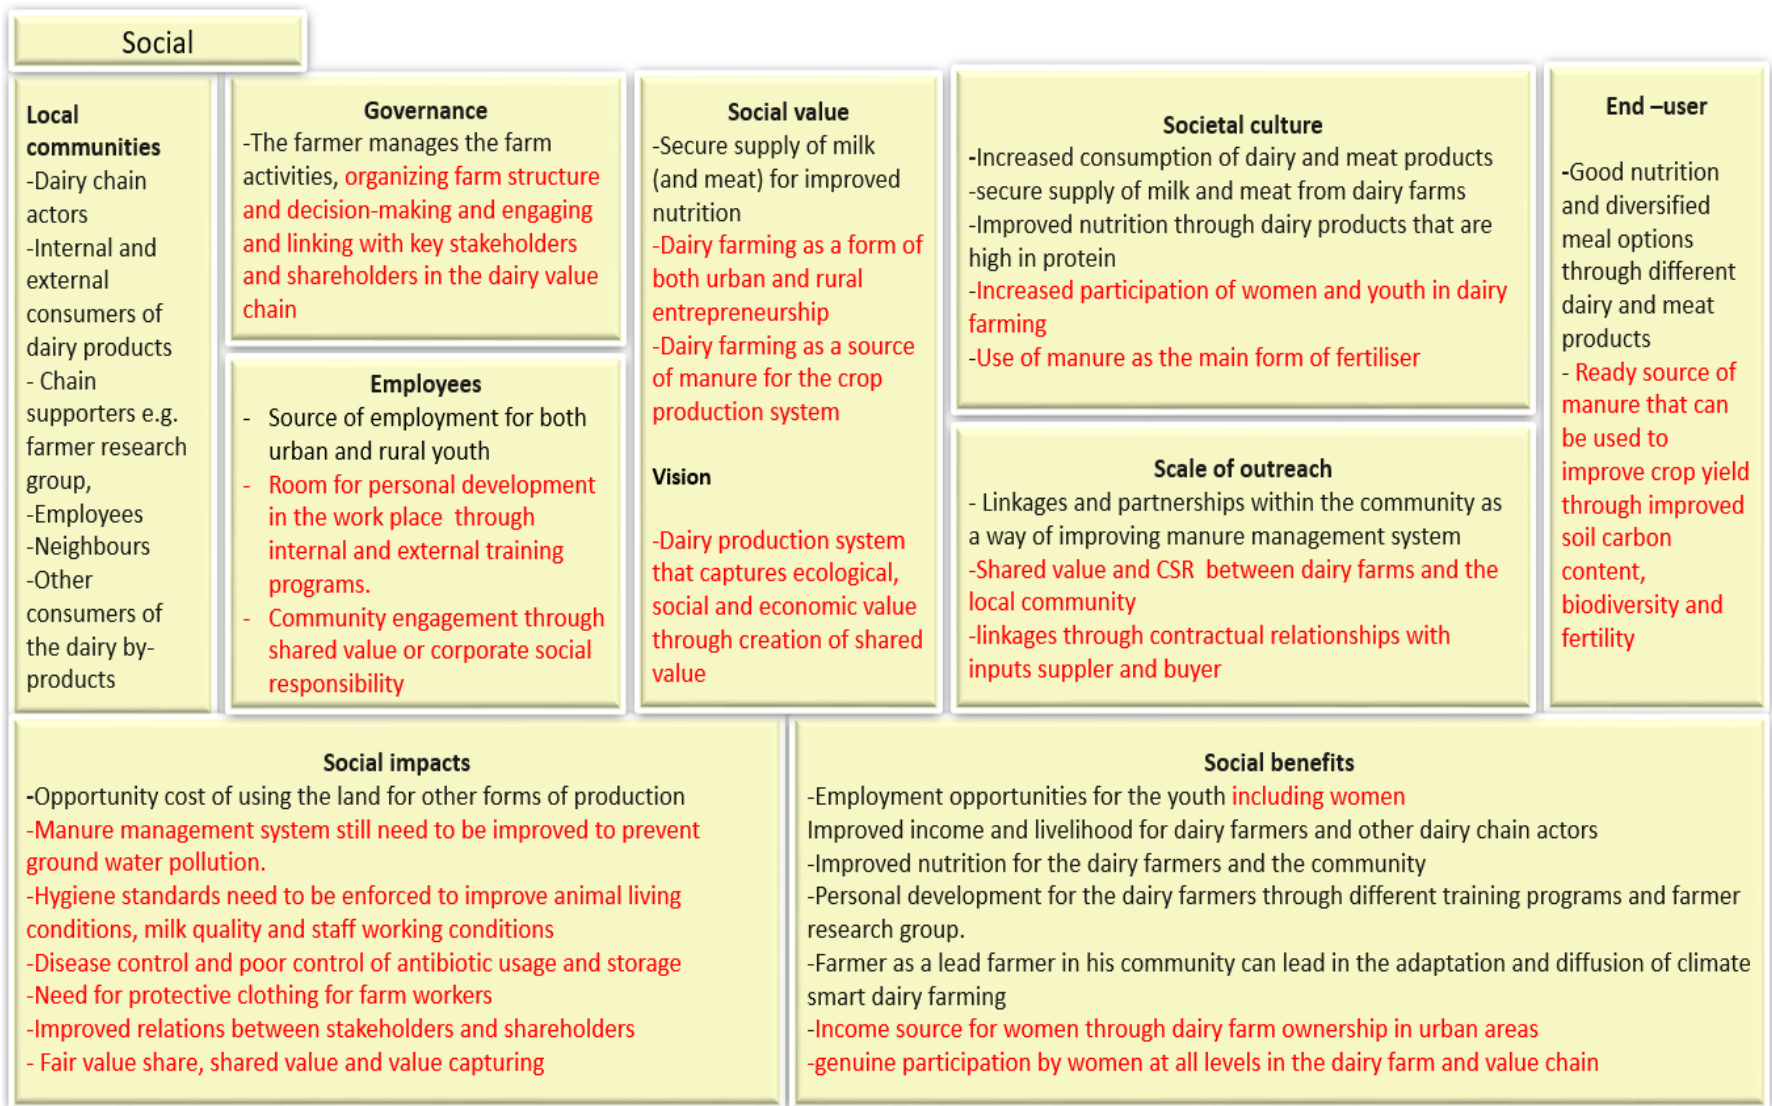 Social
Local
communities
-Dairy chain
actors
-Internal and
external
consumers of
dairy products
- Chain
supporters e.g.
farmer research
group,
-Employees
-Neighbours
-Other
consumers of
the dairy by-
products
Governance
-The farmer manages the farm
activities, organizing farm structure
and decision-making and engaging
and linking with key stakeholders
and shareholders in the dairy value
chain
Employees
- Source of employment for both
urban and rural youth
- Room for personal development
in the work place through
internal and external training
programs.
- Community engagement through
shared value or corporate social
responsibility
Social value
-Secure supply of milk
(and meat) for improved
nutrition
-Dairy farming as a form of
both urban and rural
entrepreneurship
-Dairy farming as a source
of manure for the crop
production system
Vision
-Dairy production system
that captures ecological,
social and economic value
through creation of shared
value
Societal culture
-Increased consumption of dairy and meat products
-secure supply of milk and meat from dairy farms
-Improved nutrition through dairy products that are
high in protein
-Increased participation of women and youth in dairy
farming
-Use of manure as the main form of fertiliser
Scale of outreach
- Linkages and partnerships within the community as
a way of improving manure management system
-Shared value and CSR between dairy farms and the
local community
-linkages through contractual relationships with
inputs suppler and buyer
End –user
-Good nutrition
and diversified
meal options
through different
dairy and meat
products
- Ready source of
manure that can
be used to
improve crop yield
through improved
soil carbon
content,
biodiversity and
fertility
Social impacts
-Opportunity cost of using the land for other forms of production
-Manure management system still need to be improved to prevent
ground water pollution.
-Hygiene standards need to be enforced to improve animal living
conditions, milk quality and staff working conditions
-Disease control and poor control of antibiotic usage and storage
-Need for protective clothing for farm workers
-Improved relations between stakeholders and shareholders
- Fair value share, shared value and value capturing
Social benefits
-Employment opportunities for the youth including women
Improved income and livelihood for dairy farmers and other dairy chain actors
-Improved nutrition for the dairy farmers and the community
-Personal development for the dairy farmers through different training programs and farmer
research group.
-Farmer as a lead farmer in his community can lead in the adaptation and diffusion of climate
smart dairy farming
-Income source for women through dairy farm ownership in urban areas
-genuine participation by women at all levels in the dairy farm and value chain